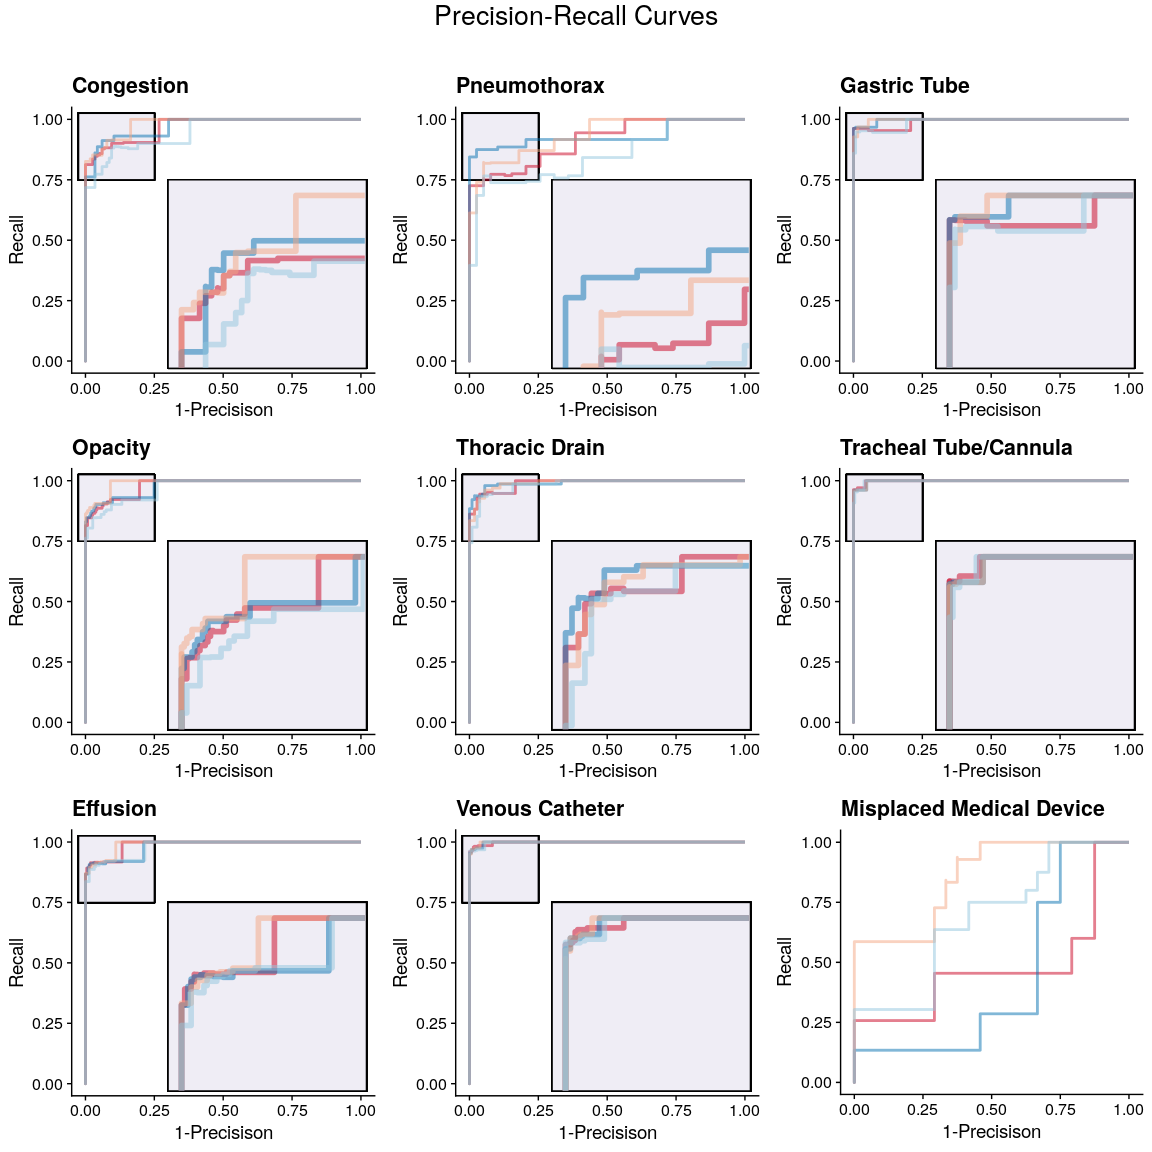 Precision-Recall Curves
Congestion
Pneumothorax
Gastric Tube
1.00
0.75
0.50
0.25
0.00
Recall
0.00 0.25 0.50 0.75 1.00
1-Precisison
1.00
0.75
0.50
0.25
0.00
Recall
0.00 0.25 0.50 0.75 1.00
1-Precisison
1.00
0.75
0.50
0.25
0.00
Recall
0.00 0.25 0.50 0.75 1.00
1-Precisison
Opacity
Thoracic Drain
Tracheal Tube/Cannula
1.00
0.75
0.50
0.25
0.00
Recall
0.00 0.25 0.50 0.75 1.00
1-Precisison
1.00
0.75
0.50
0.25
0.00
Recall
0.00 0.25 0.50 0.75 1.00
1-Precisison
1.00
0.75
0.50
0.25
0.00
Recall
0.00 0.25 0.50 0.75 1.00
1-Precisison
Effusion
Venous Catheter
Misplaced Medical Device
1.00
0.75
0.50
0.25
0.00
Recall
0.00 0.25 0.50 0.75 1.00
1-Precisison
1.00
0.75
0.50
0.25
0.00
Recall
0.00 0.25 0.50 0.75 1.00
1-Precisison
1.00
0.75
0.50
0.25
0.00
Recall
0.00 0.25 0.50 0.75 1.00
1-Precisison